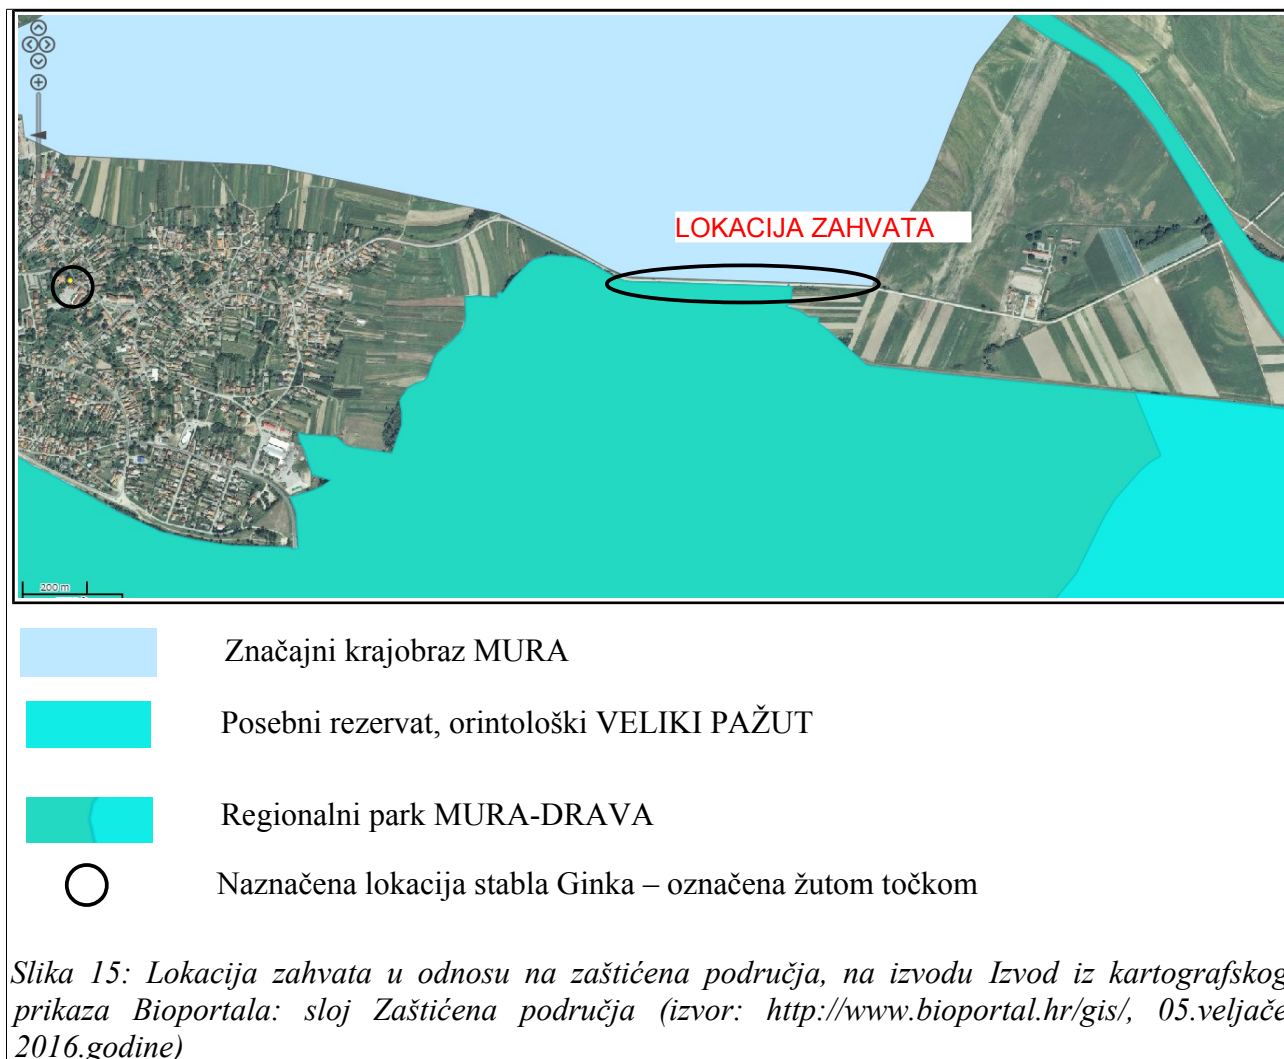 LOKACIJA ZAHVATA
200 m
Značajni krajobraz MURA
Posebni rezervat, orintološki VELIKI PAŽUT
Regionalni park MURA-DRAVA
Naznačena lokacija stabla Ginka – označena žutom točkom
Slika 15: Lokacija zahvata u odnosu na zaštićena područja, na izvodu Izvod iz kartografskog
prikaza Bioportala: sloj Zaštićena područja (izvor: http://www.bioportal.hr/gis/, 05.veljače
2016.godine)